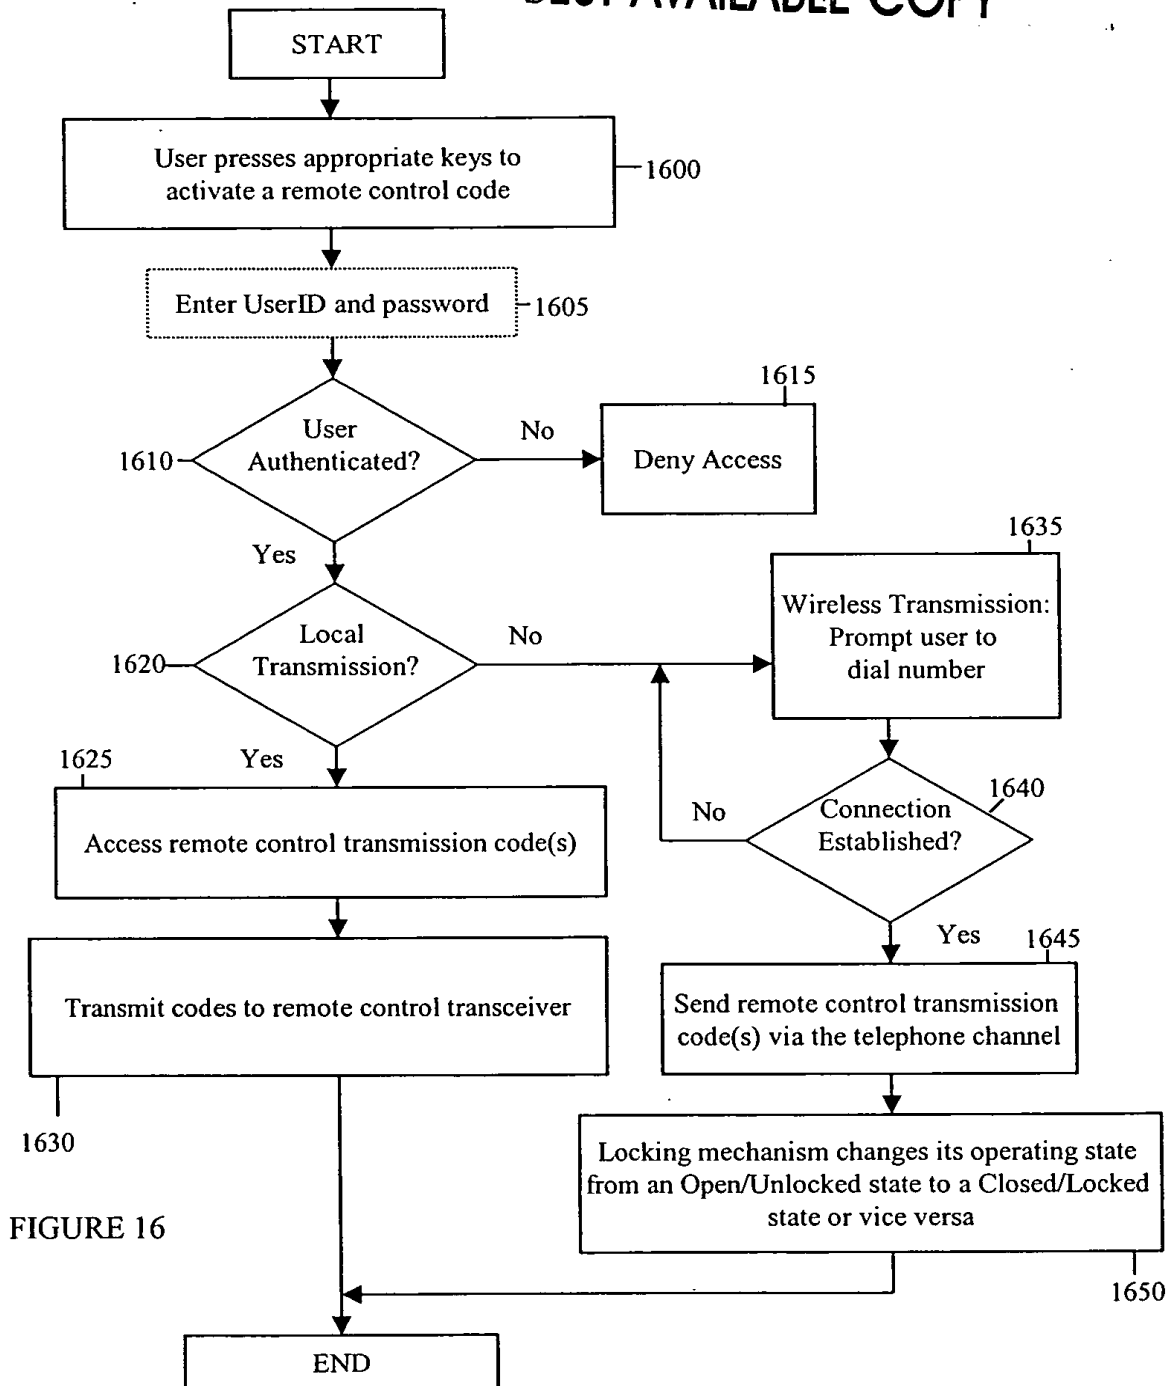 BEST AVAILABLE COPY
START
User presses appropriate keys to
activate a remote control code
1600
Enter UserID and password
1605
1615
User
Authenticated?
1610
No
Deny Access
Yes
1635
Local
Transmission?
1620
No
Wireless Transmission:
Prompt user to
dial number
1625
Yes
1640
Connection
Established?
No
Access remote control transmission code(s)
Yes
1645
Transmit codes to remote control transceiver
Send remote control transmission
code(s) via the telephone channel
1630
Locking mechanism changes its operating state
from an Open/Unlocked state to a Closed/Locked
state or vice versa
FIGURE 16
1650
END